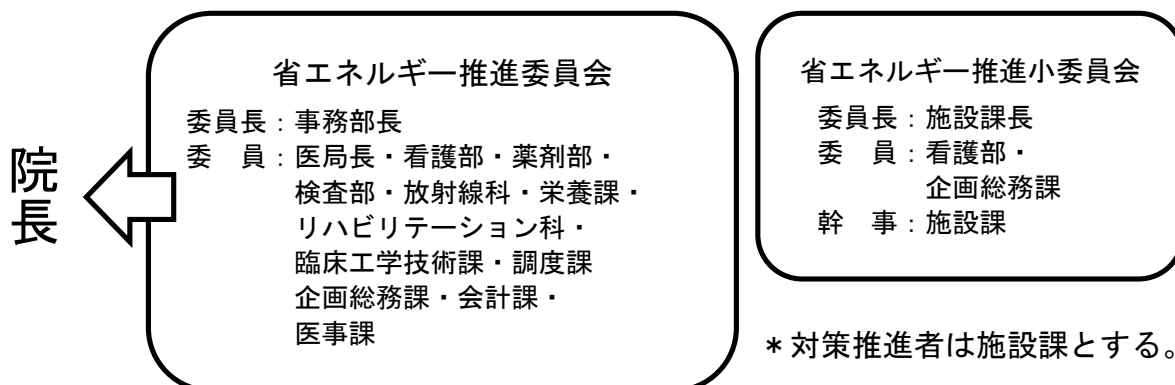 院長
省エネルギー推進委員会
委員長：事務部長
委　員：医局長・看護部・薬剤部・
検査部・放射線科・栄養課・
リハビリテーション科・
臨床工学技術課・調度課
企画総務課・会計課・
医事課
省エネルギー推進小委員会
委員長：施設課長
委　員：看護部・
企画総務課
幹　事：施設課
＊対策推進者は施設課とする。